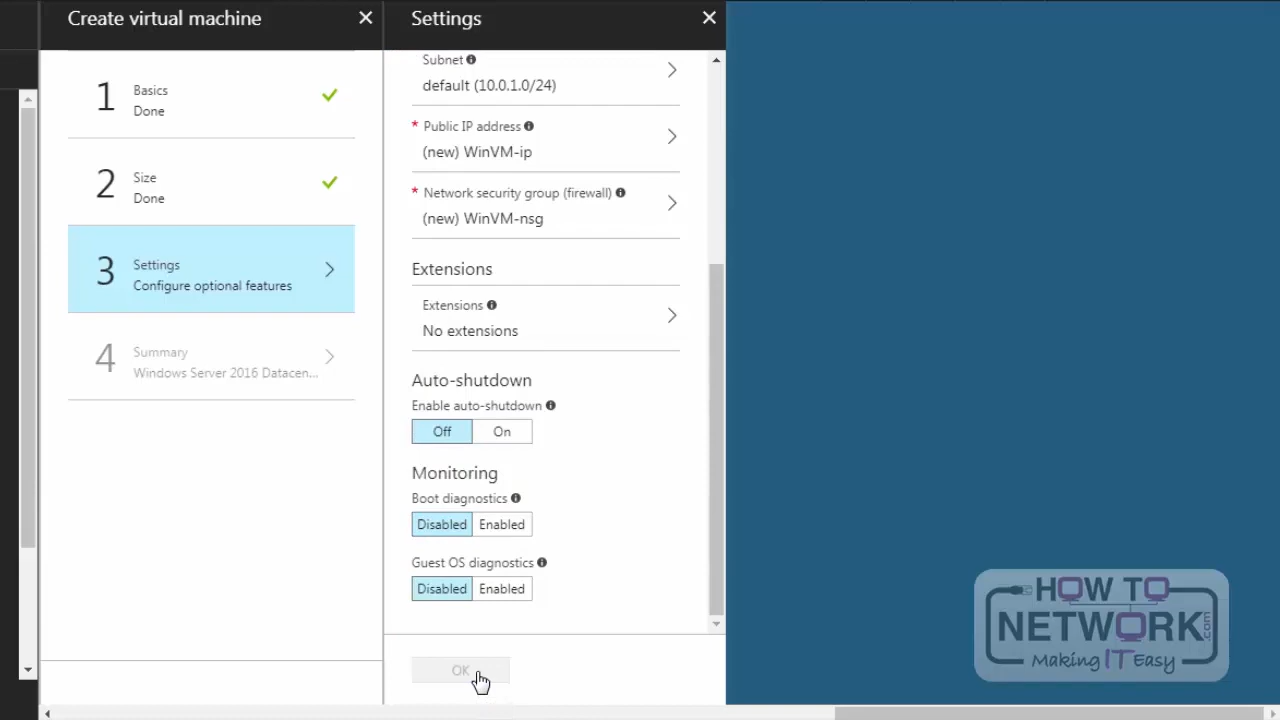 Create virtual machine
1
Basics
Done
2
Size
Done
3
Settings
Configure optional features
4
Summary
Windows Server 2016 Datacen...
Settings
Subnet
default (10.0.1.0/24)
* Public IP address
(new) WinVM-ip
* Network security group (firewall)
(new) WinVM-nsg
Extensions
Extensions
No extensions
Auto-shutdown
Enable auto-shutdown
Off On
Monitoring
Boot diagnostics
Disabled Enabled
Guest OS diagnostics
Disabled Enabled
OK
HOW TO
NETWORK.com
Making IT Easy